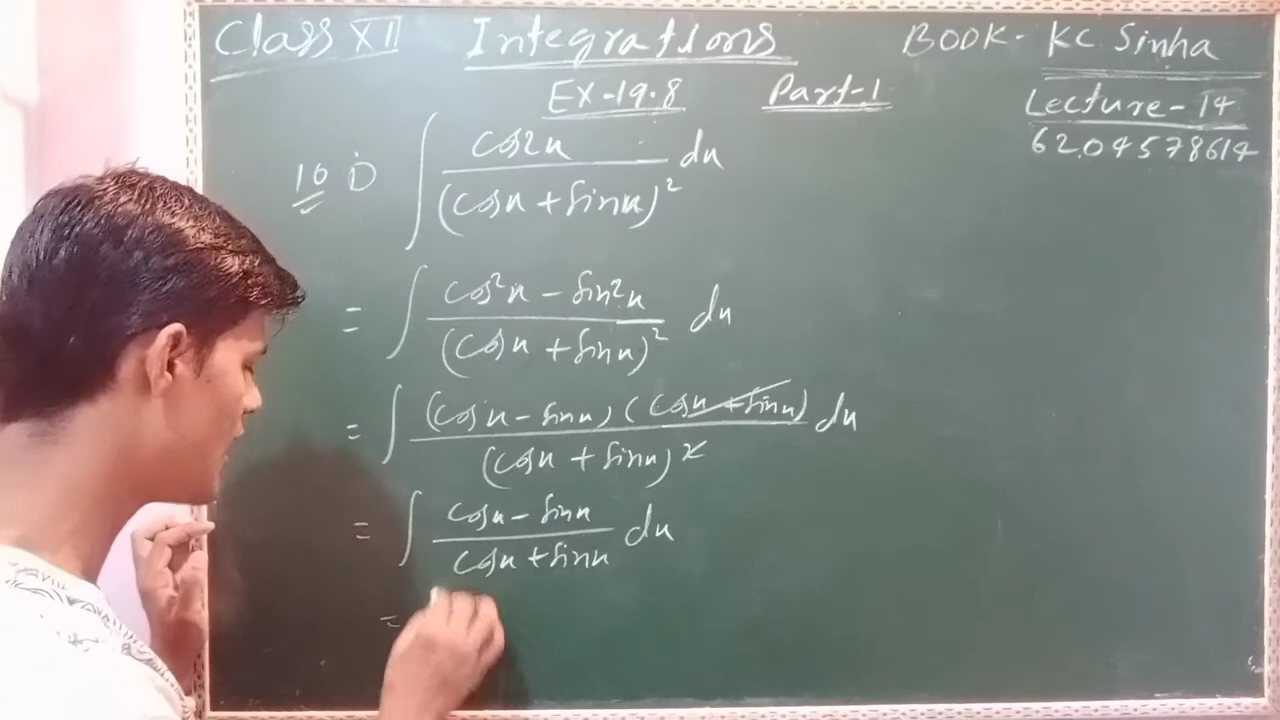 Class XII Integrations BOOK - KC Sinha
EX-19.8 Part-1 Lecture - 14
6204578614
10 i) ∫ cos2x / (cosx + sinx)² dx
= ∫ cos²x - sin²x / (cosx + sinx)² dx
= ∫ (cosx - sinx) (cosx + sinx) / (cosx + sinx)² dx
= ∫ cosx - sinx / cosx + sinx dx
=